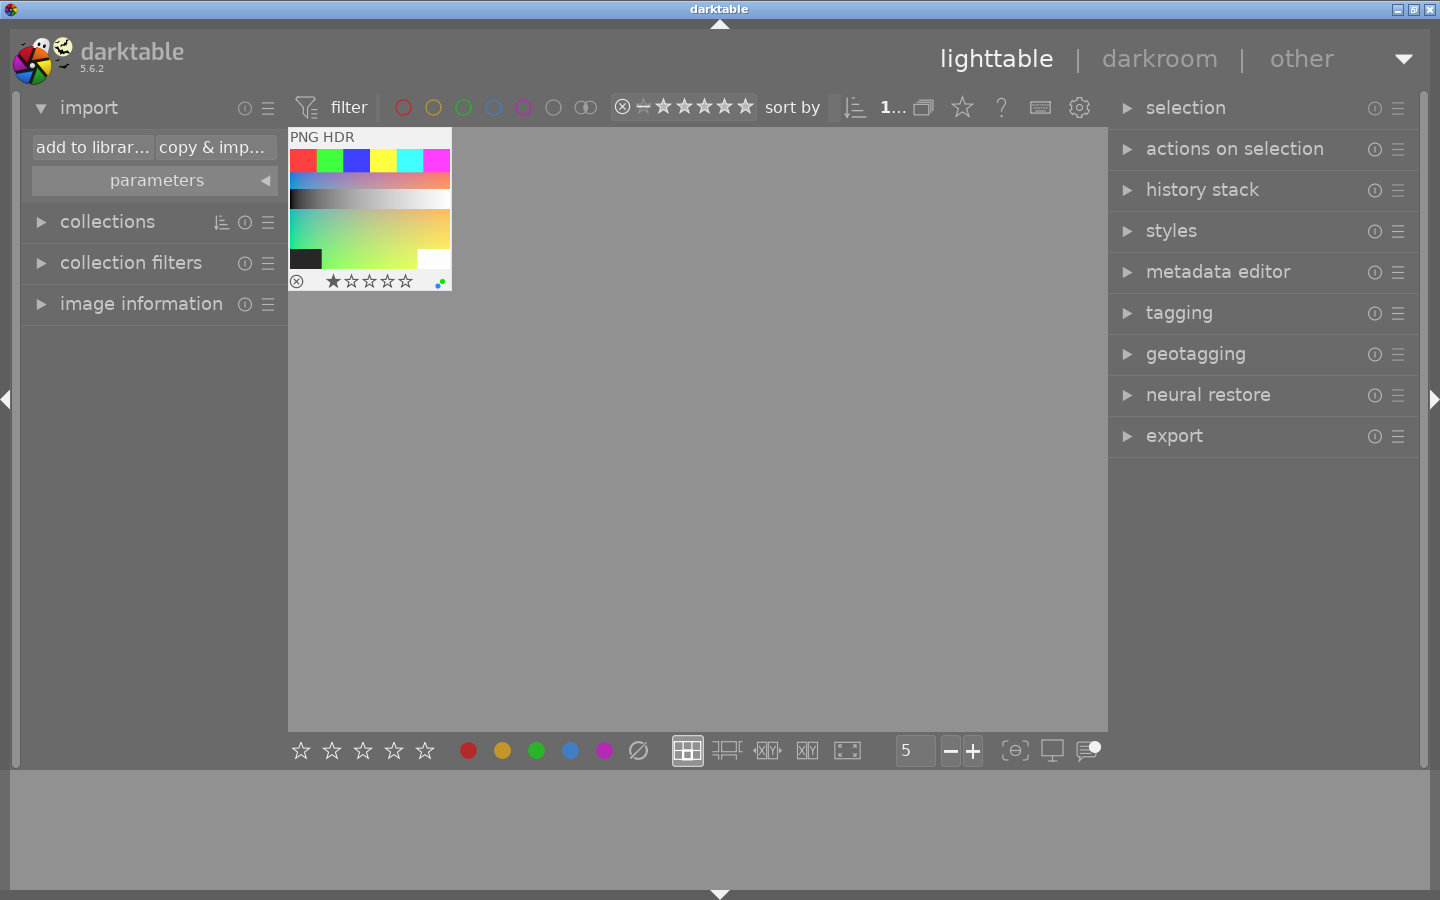 darktable
darktable
5.6.2
lighttable | darkroom | other
import
filter
sort by
1...
selection
PNG HDR
add to librar...
copy & imp...
actions on selection
parameters
history stack
collections
styles
collection filters
metadata editor
image information
tagging
geotagging
neural restore
export
5